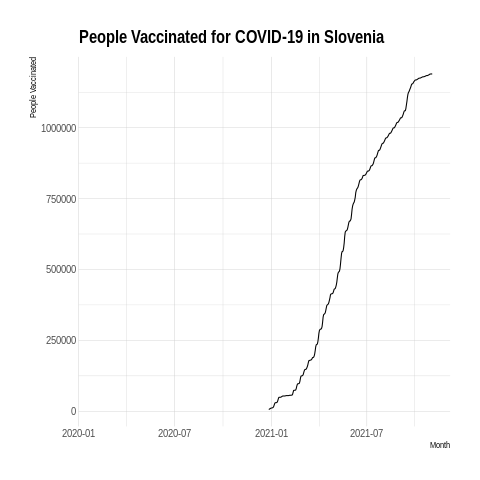 People Vaccinated for COVID-19 in Slovenia
People Vaccinated
1000000
750000
500000
250000
0
2020-01 2020-07 2021-01 2021-07
Month